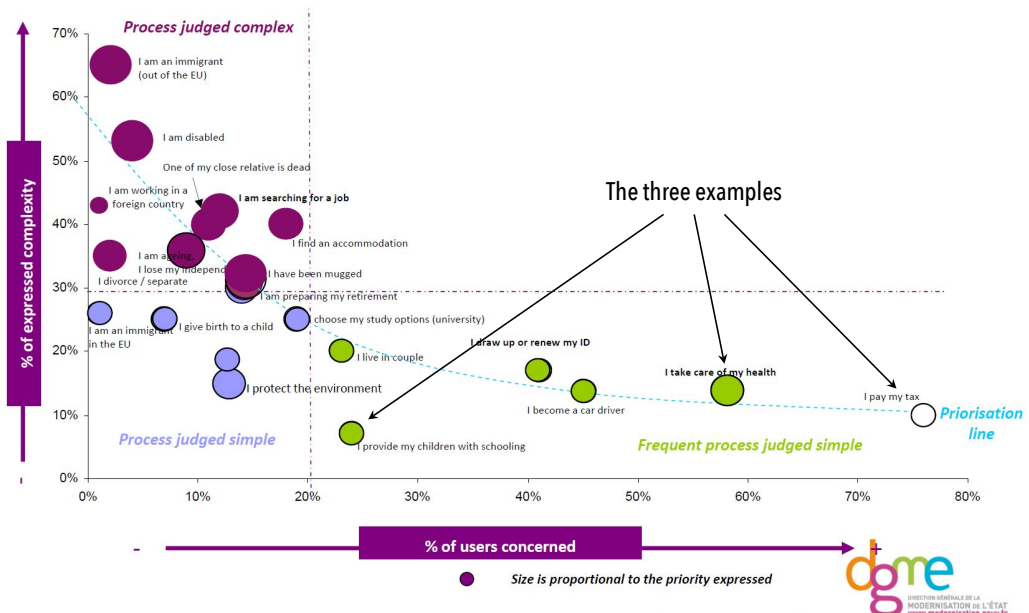 Process judged complex
70%
I am an immigrant
(out of the EU)
60%
I am disabled
50%
One of my close relative is dead
I am working in a
foreign country
I am searching for a job
The three examples
40%
I find an accommodation
I am ageing,
I lose my independ
I divorce / separate
I have been mugged
30%
I am preparing my retirement
I am an immigrant
in the EU
I give birth to a child
choose my study options (university)
20%
I live in couple
I draw up or renew my ID
I take care of my health
I protect the environment
I become a car driver
I pay my tax
10%
Process judged simple
I provide my children with schooling
Frequent process judged simple
Priorisation
line
0%
% of expressed complexity
-
0%
10%
20%
30%
40%
50%
60%
70%
80%
-
% of users concerned
+
Size is proportional to the priority expressed
dgme
DIRECTION GÉNÉRALE DE LA
MODERNISATION DE L'ÉTAT